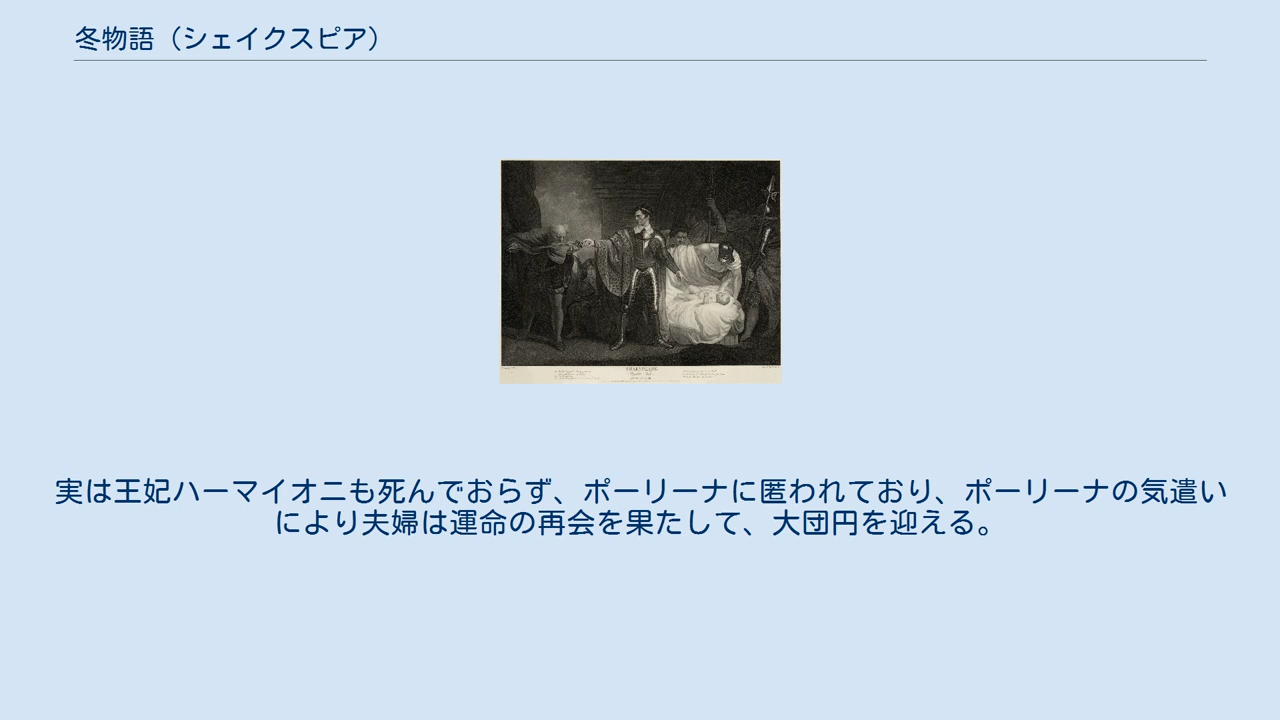 冬物語（シェイクスピア）
SHAKSPEARE
実は王妃ハーマイオニも死んでおらず、ポーリーナに匿われており、ポーリーナの気遣い
により夫婦は運命の再会を果たして、大団円を迎える。